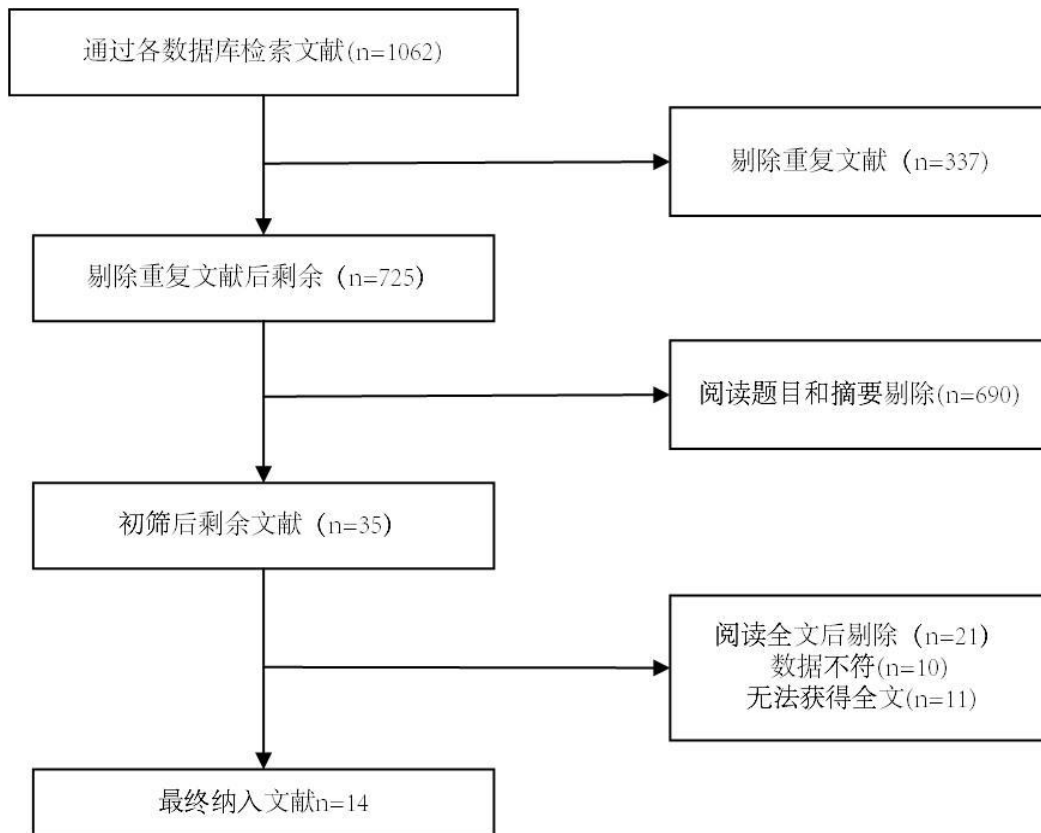 通过各数据库检索文献(n=1062)
剔除重复文献（n=337)
剔除重复文献后剩余（n=725)
阅读题目和摘要剔除(n=690)
初筛后剩余文献（n=35)
阅读全文后剔除（n=21)
数据不符(n=10)
无法获得全文(n=11)
最终纳入文献n=14